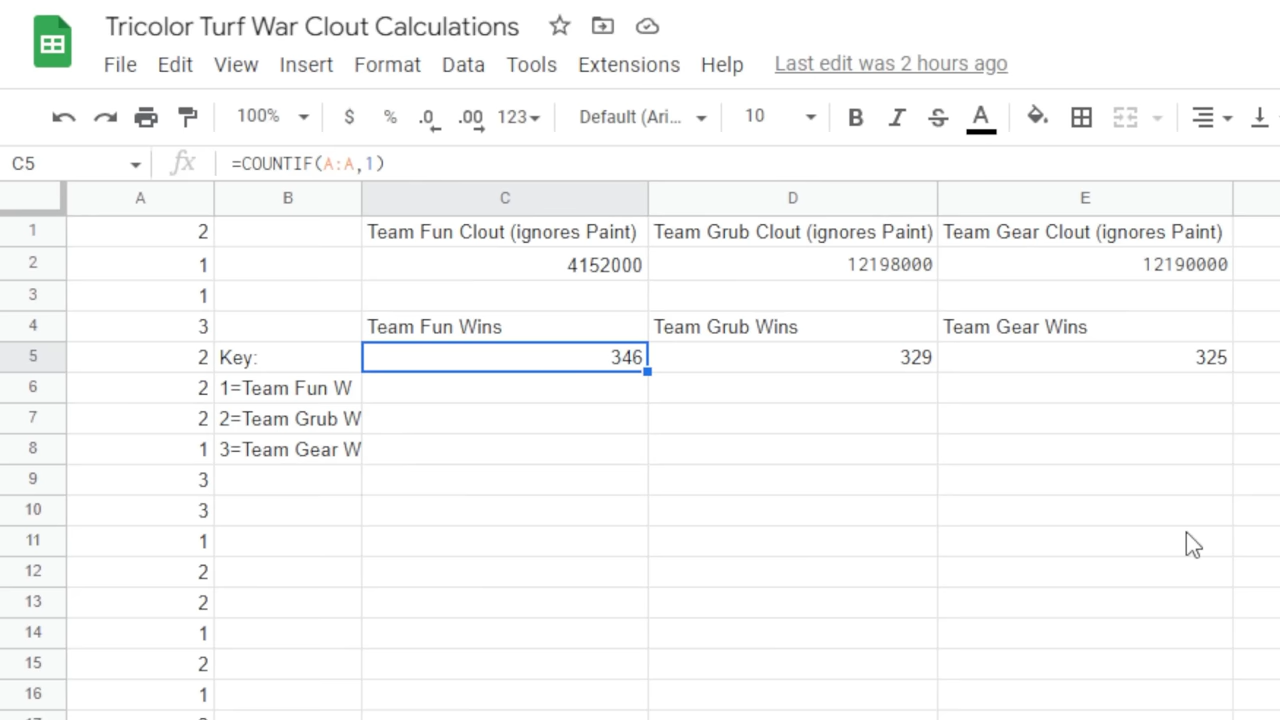 Tricolor Turf War Clout Calculations
File Edit View Insert Format Data Tools Extensions Help Last edit was 2 hours ago
100% $ % .0 .00 123 Default (Ari... 10 B I S A
C5 fx =COUNTIF(A:A,1)
A B C D E
1 2 Team Fun Clout (ignores Paint) Team Grub Clout (ignores Paint) Team Gear Clout (ignores Paint)
2 1 4152000 12198000 12190000
3 1
4 3 Team Fun Wins Team Grub Wins Team Gear Wins
5 2 Key: 346 329 325
6 2 1=Team Fun W
7 2 2=Team Grub W
8 1 3=Team Gear W
9 3
10 3
11 1
12 2
13 2
14 1
15 2
16 1